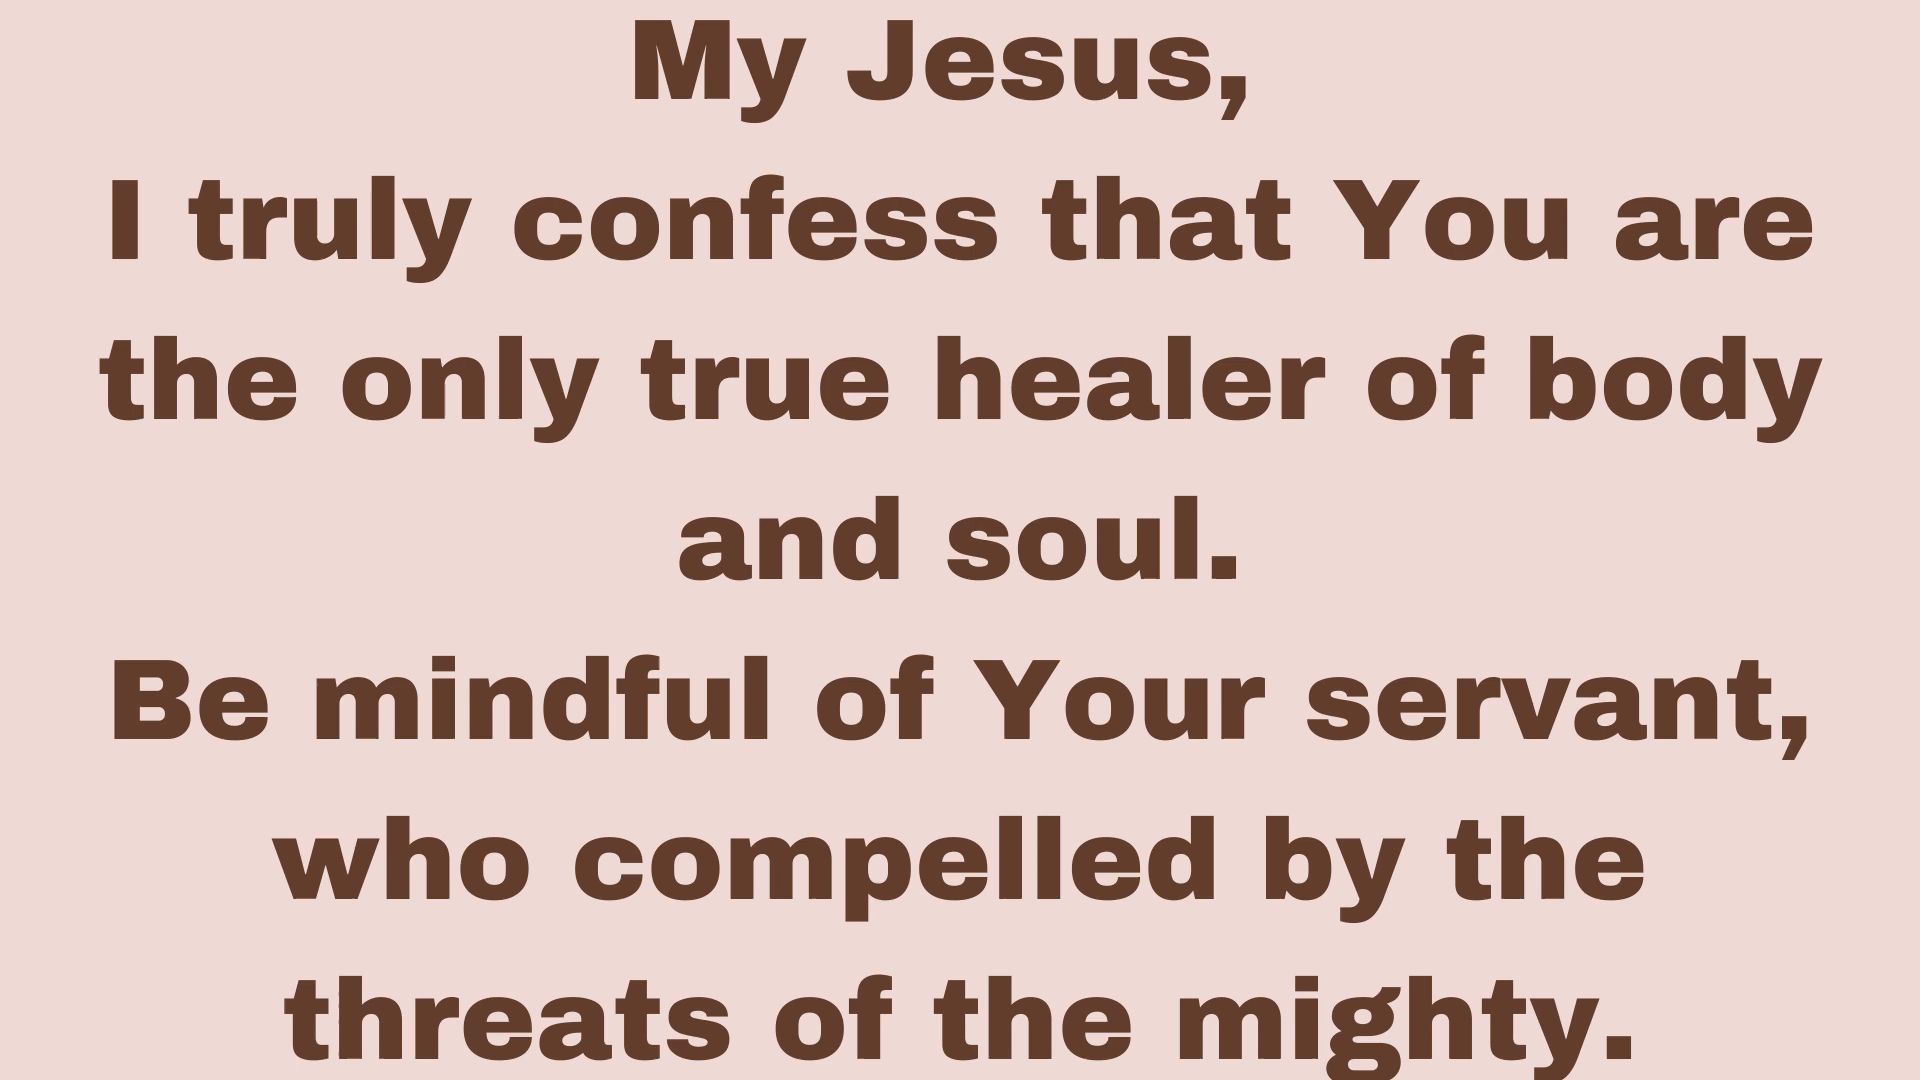 My Jesus,
I truly confess that You are
the only true healer of body
and soul.
Be mindful of Your servant,
who compelled by the
threats of the mighty.